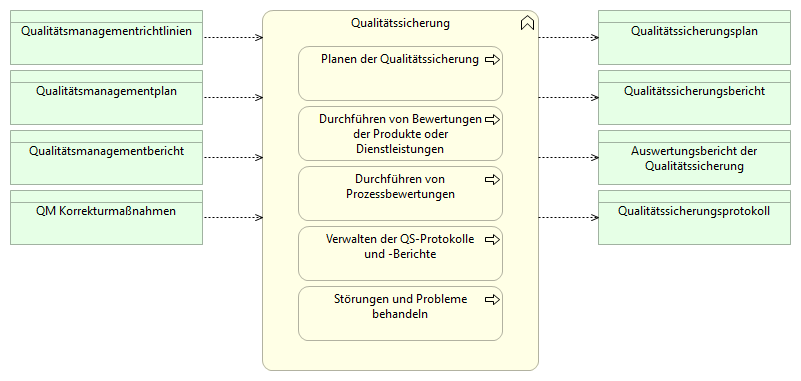 Qualitätsmanagementrichtlinien
Qualitätsmanagementplan
Qualitätsmanagementbericht
QM Korrekturmaßnahmen
Qualitätssicherung
Planen der Qualitätssicherung
Durchführen von Bewertungen
der Produkte oder
Dienstleistungen
Durchführen von
Prozessbewertungen
Verwalten der QS-Protokolle
und -Berichte
Störungen und Probleme
behandeln
Qualitätssicherungsplan
Qualitätssicherungsbericht
Auswertungsbericht der
Qualitätssicherung
Qualitätssicherungsprotokoll